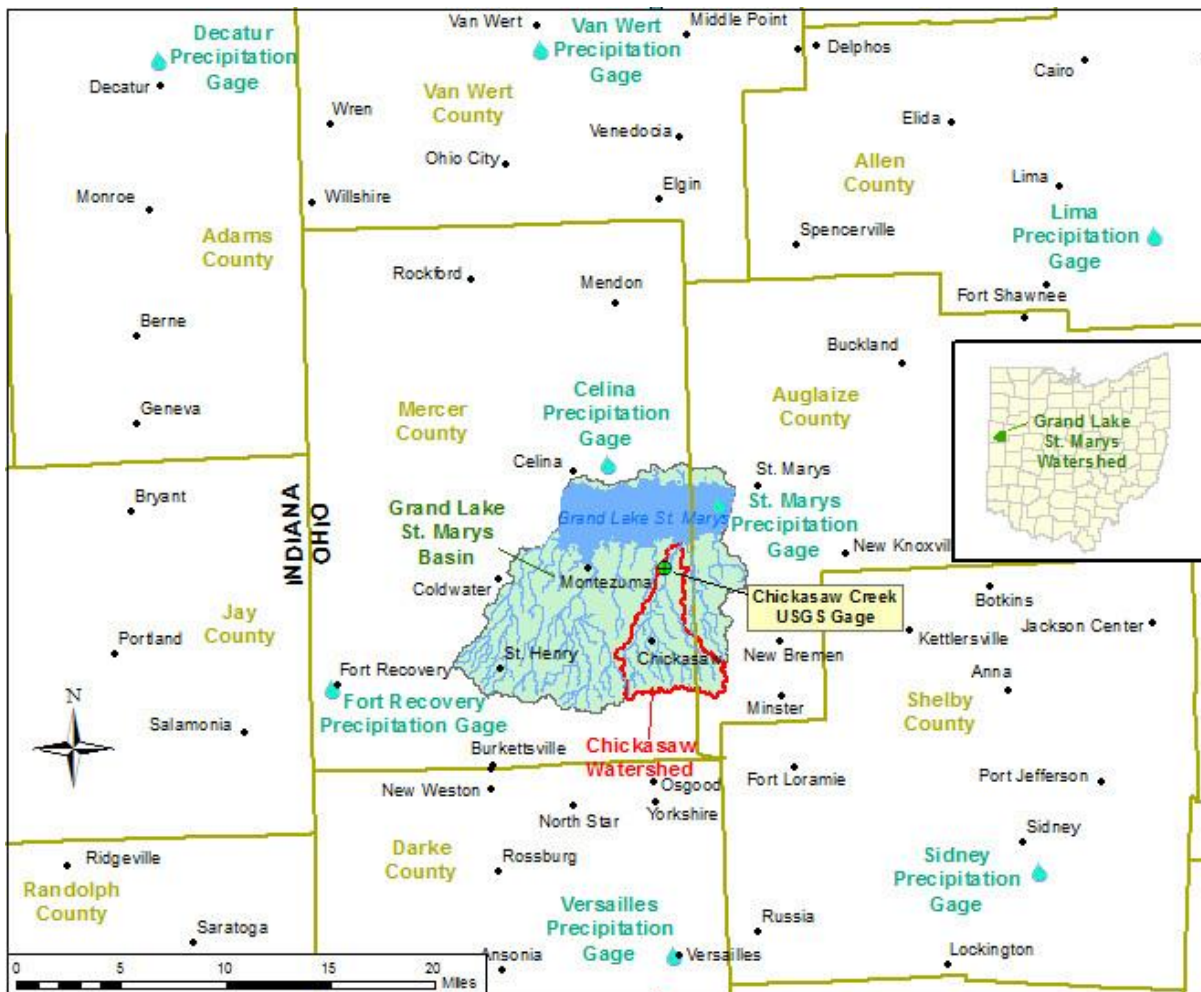 Decatur
Precipitation
Gage
Decatur
Van Wert
Van Wert
Precipitation
Gage
Middle Point
Delphos
Cairo
Van Wert
County
Wren
Venedocia
Ohio City
Elida
Allen
County
Lima
Lima
Precipitation
Gage
Monroe
Willshire
Elgin
Spencerville
Adams
County
Rockford
Mendon
Fort Shawnee
Berne
Buckland
Geneva
Mercer
County
Celina
Precipitation
Gage
Auglaize
County
Grand Lake
St. Marys
Watershed
Celina
St. Marys
Bryant
INDIANA
OHIO
Grand Lake
St. Marys
Basin
Grand Lake St. Marys
St. Marys
Precipitation
Gage
New Knoxvill
Coldwater
Montezuma
Chickasaw Creek
USGS Gage
Botkins
Jay
County
Portland
Kettlersville
Jackson Center
Fort Recovery
St. Henry
Chickasaw
New Bremen
Anna
Fort Recovery
Precipitation Gage
Minster
Shelby
County
N
Salamonia
Burkettsville
Chickasaw
Watershed
New Weston
Osgood
Fort Loramie
Port Jefferson
North Star
Yorkshire
Sidney
Darke
County
Ridgeville
Rossburg
Sidney
Precipitation
Gage
Randolph
County
Versailles
Precipitation
Gage
Russia
Saratoga
Ansonia
Versailles
Lockington
0 5 10 15 20
Miles